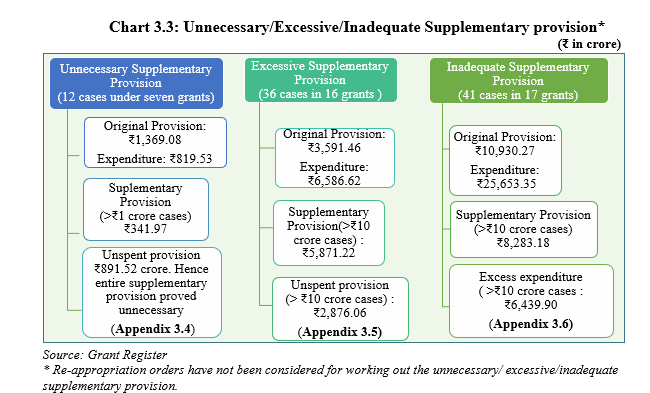 Chart 3.3: Unnecessary/Excessive/Inadequate Supplementary provision*
(₹ in crore)
Unnecessary Supplementary
Provision
(12 cases under seven grants)
Original Provision:
₹1,369.08
Expenditure: ₹819.53
Suplementary
Provision
(>₹1 crore cases)
₹341.97
Unspent provision
₹891.52 crore. Hence
entire supplementary
provision proved
unnecessary
(Appendix 3.4)
Excessive Supplementary
Provision
(36 cases in 16 grants )
Original Provision:
₹3,591.46
Expenditure:
₹6,586.62
Supplementary
Provision(>₹10
crore cases) :
₹5,871.22
Unspent provision
(> ₹10 crore cases) :
₹2,876.06
(Appendix 3.5)
Inadequate Supplementary
Provision
(41 cases in 17 grants)
Original Provision:
₹10,930.27
Expenditure:
₹25,653.35
Supplementary Provision
(>₹10 crore cases)
₹8,283.18
Excess expenditure
( >₹10 crore cases :
₹6,439.90
(Appendix 3.6)
Source: Grant Register
* Re-appropriation orders have not been considered for working out the unnecessary/ excessive/inadequate
supplementary provision.